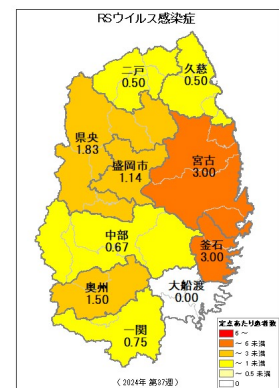 RSウイルス感染症
二戸
0.50
久慈
0.50
県央
1.83
盛岡市
1.14
宮古
3.00
中部
0.67
釜石
3.00
奥州
1.50
大船渡
0.00
一関
0.75
(2024年 第37週)
定点あたり患者数
6 ~
~ 6 未満
~ 3 未満
~ 1 未満
~ 0.5 未満
0